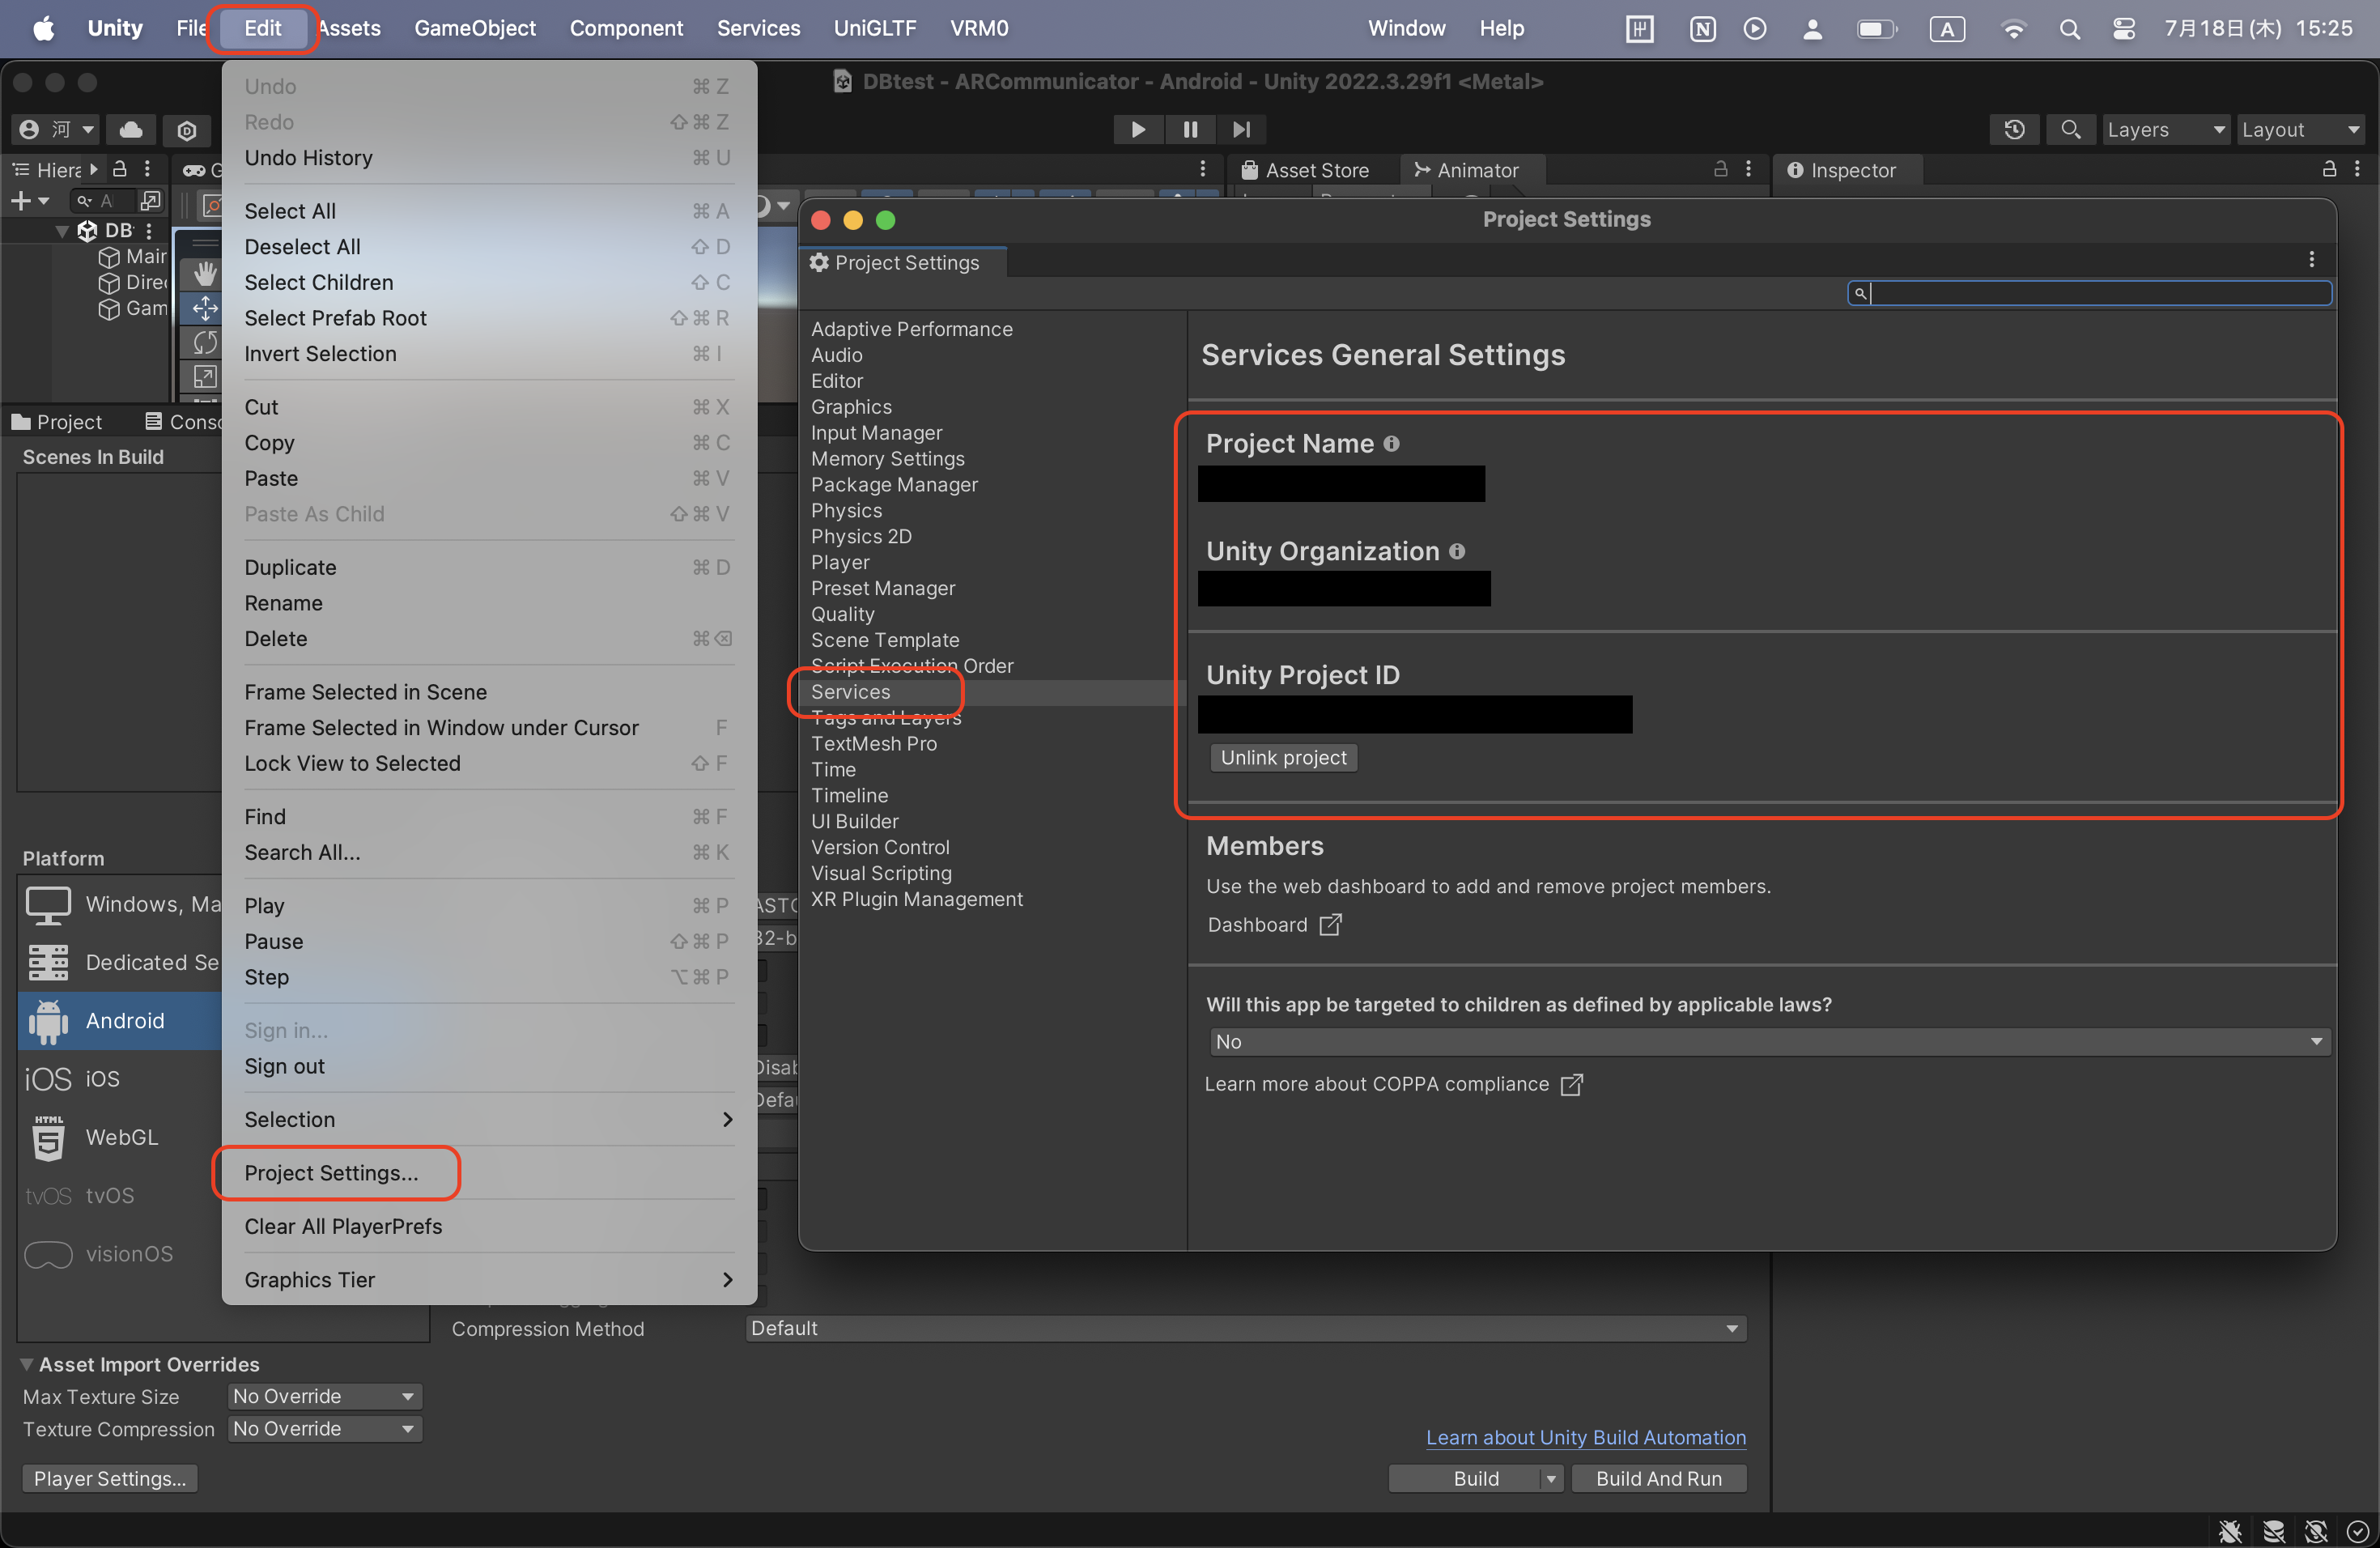 Unity File Edit Assets GameObject Component Services UniGLTF VRM0 Window Help A 7月18日(木) 15:25
DBtest - ARCommunicator - Android - Unity 2022.3.29f1 <Metal>
河 Layers Layout
Asset Store Animator Inspector
DB
Project
Scenes In Build
Platform
Windows, Ma
Dedicated Se
Android
iOS iOS
HTML 5 WebGL
tvOS tvOS
visionOS
Undo ⌘ Z
Redo ⇧ ⌘ Z
Undo History ⌘ U
Select All ⌘ A
Deselect All ⇧ D
Select Children ⇧ C
Select Prefab Root ⇧ ⌘ R
Invert Selection ⌘ I
Cut ⌘ X
Copy ⌘ C
Paste ⌘ V
Paste As Child ⇧ ⌘ V
Duplicate ⌘ D
Rename
Delete ⌘ ⌫
Frame Selected in Scene
Frame Selected in Window under Cursor F
Lock View to Selected ⇧ F
Find ⌘ F
Search All... ⌘ K
Play ⌘ P
Pause ⇧ ⌘ P
Step ⌥ ⌘ P
Sign in...
Sign out
Selection
Project Settings...
Clear All PlayerPrefs
Graphics Tier
Project Settings
Project Settings
Adaptive Performance
Audio
Editor
Graphics
Input Manager
Memory Settings
Package Manager
Physics
Physics 2D
Player
Preset Manager
Quality
Scene Template
Script Execution Order
Services
Tags and Layers
TextMesh Pro
Time
Timeline
UI Builder
Version Control
Visual Scripting
XR Plugin Management
Services General Settings
Project Name
Unity Organization
Unity Project ID
Unlink project
Members
Use the web dashboard to add and remove project members.
Dashboard
Will this app be targeted to children as defined by applicable laws?
No
Learn more about COPPA compliance
Compression Method Default
Asset Import Overrides
Max Texture Size No Override
Texture Compression No Override
Learn about Unity Build Automation
Player Settings... Build Build And Run